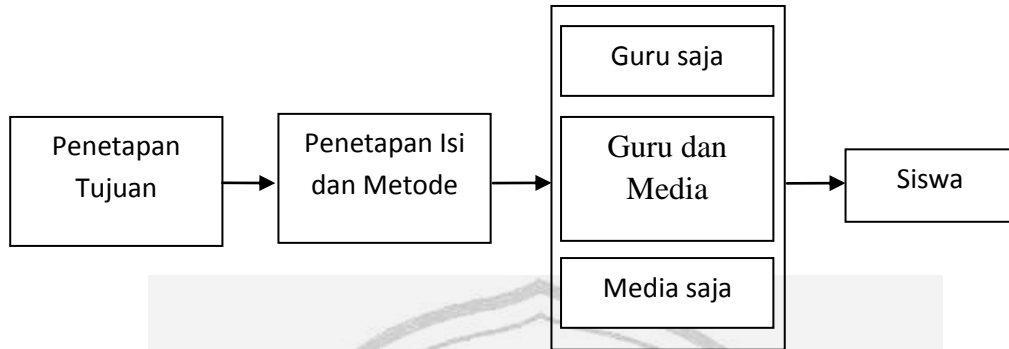 Penetapan
Tujuan
Penetapan Isi
dan Metode
Guru saja
Guru dan
Media
Media saja
Siswa